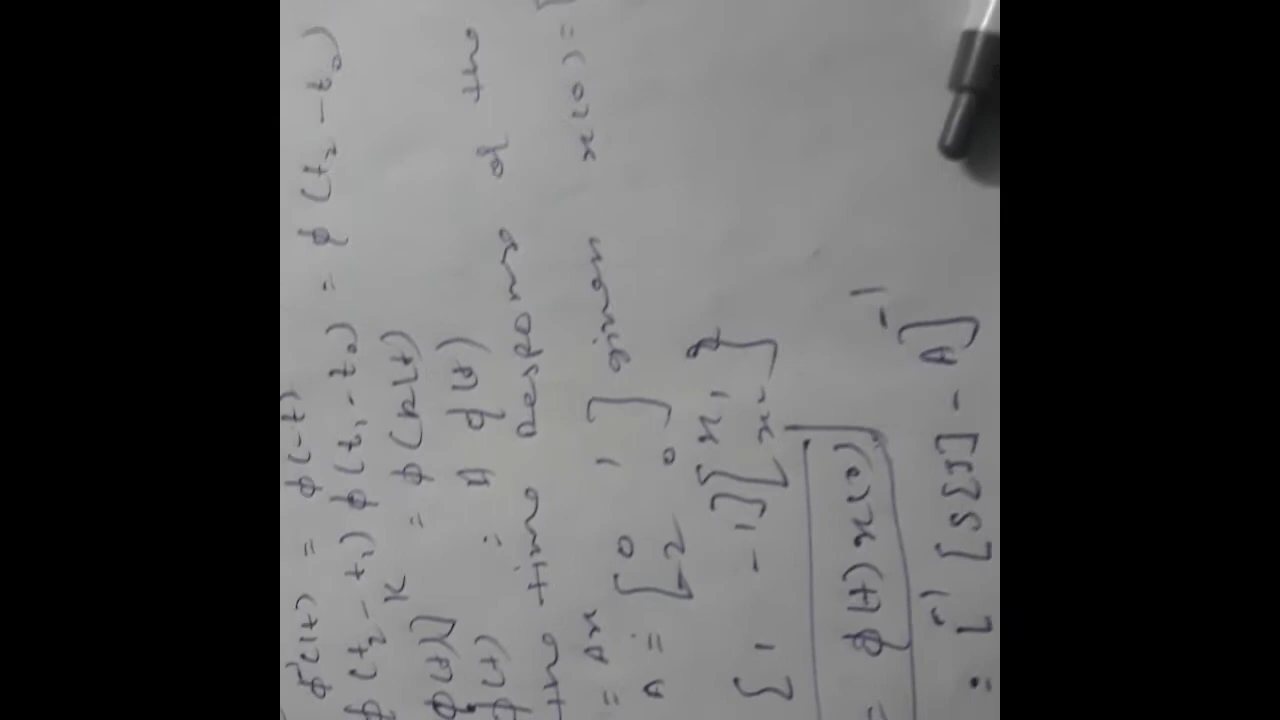 ϕ⁻¹(t) = ϕ(-t)
ϕ(t₂ - t₁) ϕ(t₁ - t₀) = ϕ(t₂ - t₀)
ϕ(t)]ᴷ = ϕ(Kt)
ϕ(t) = A ϕ(t)
the time Response of the
= Ax
A = [0 1
2 0] given x(0) = [
[1 -1] [x₁
x₂]
= ϕ(t) x(0)
= L⁻¹ [SI] - A]⁻¹